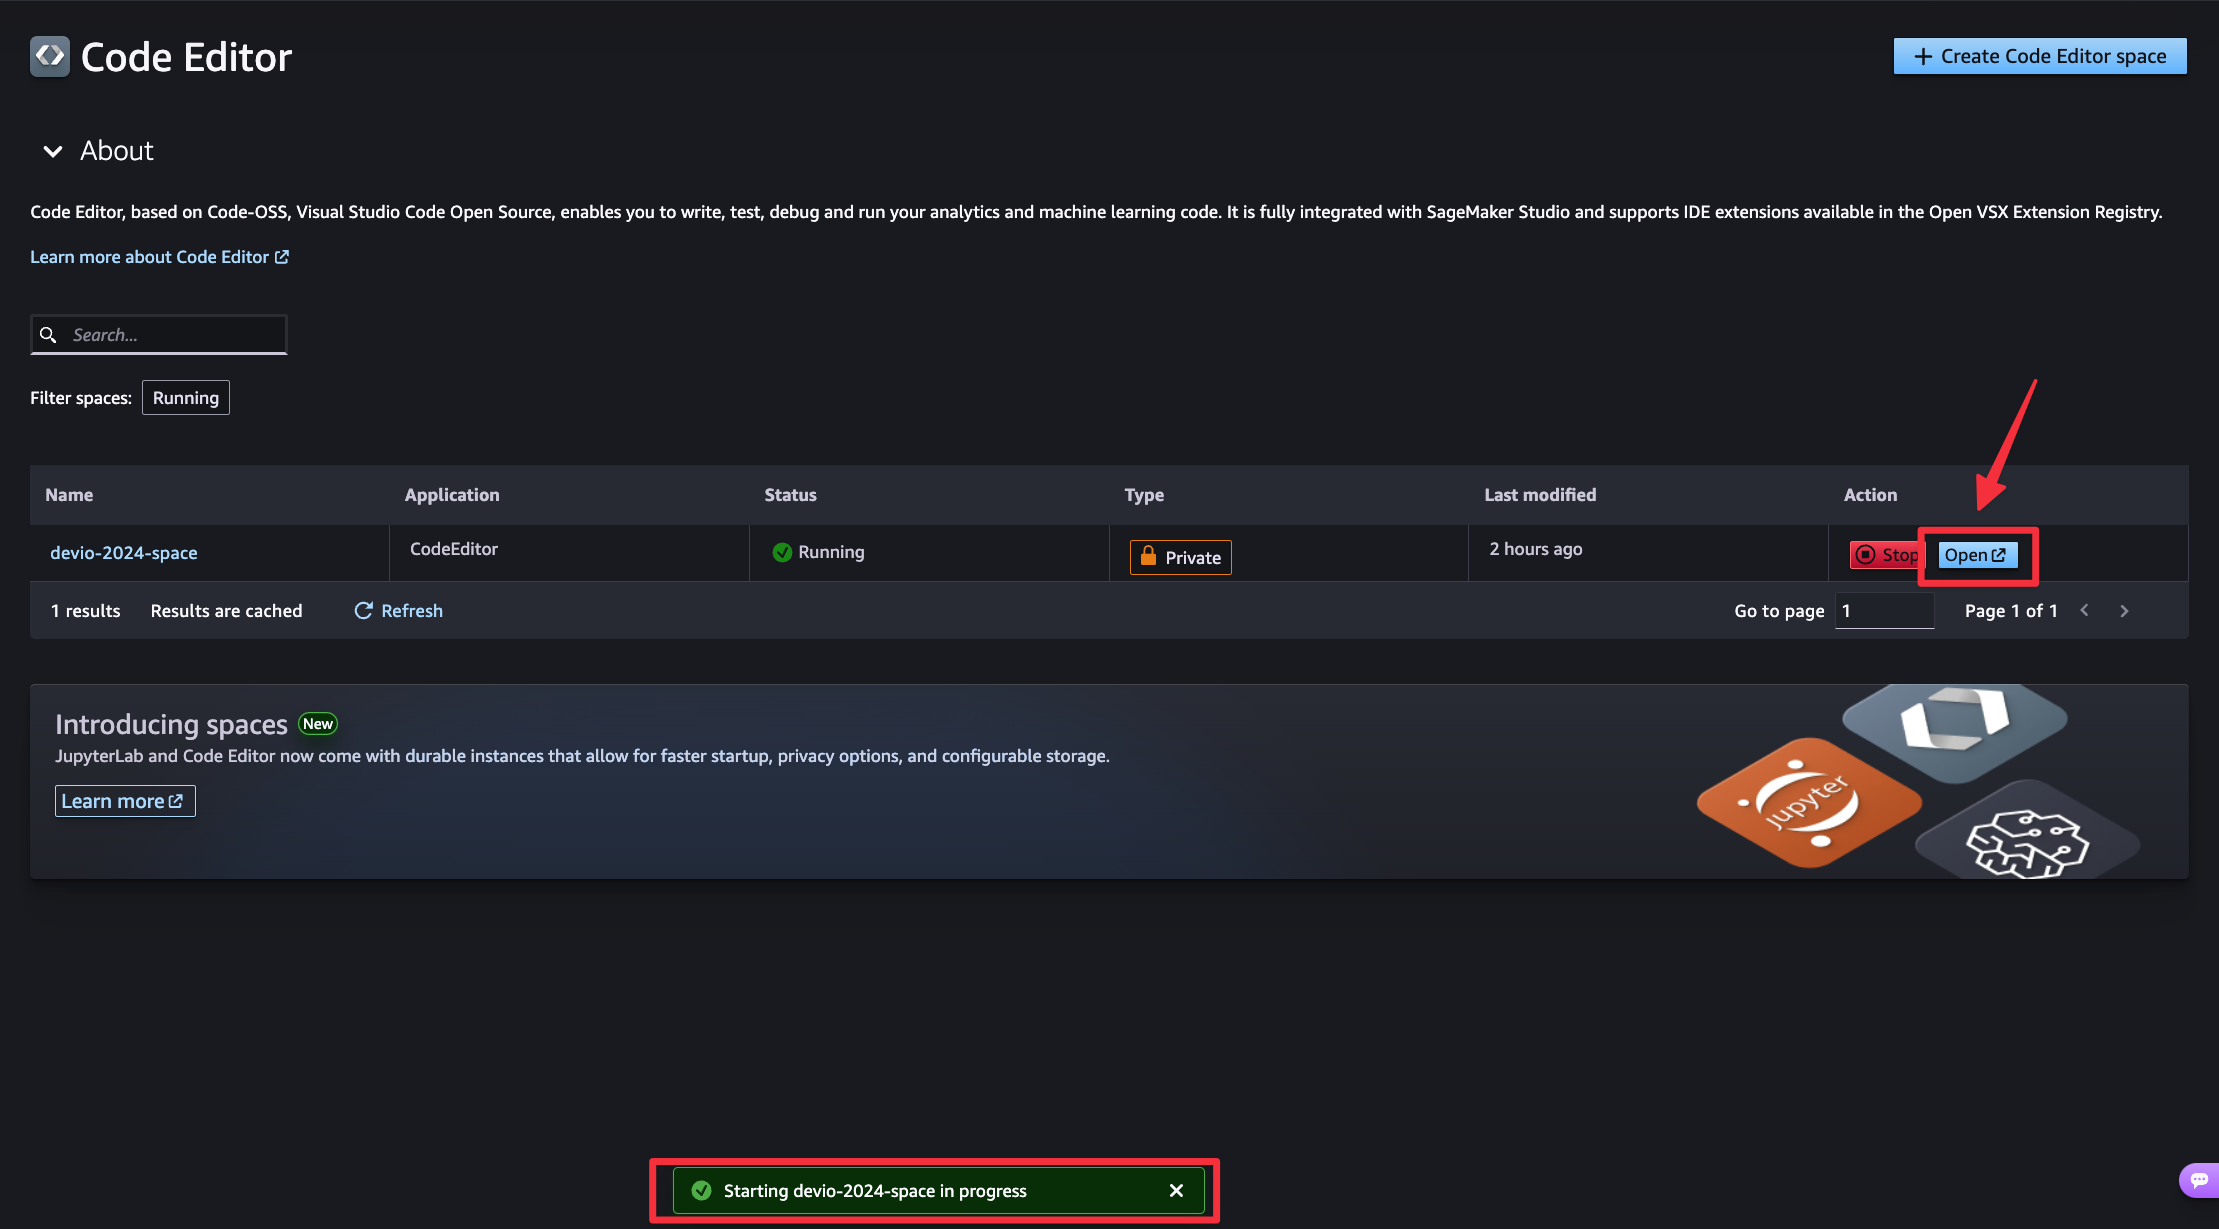 Code Editor
+ Create Code Editor space
About
Code Editor, based on Code-OSS, Visual Studio Code Open Source, enables you to write, test, debug and run your analytics and machine learning code. It is fully integrated with SageMaker Studio and supports IDE extensions available in the Open VSX Extension Registry.
Learn more about Code Editor
Search...
Filter spaces: Running
Name Application Status Type Last modified Action
devio-2024-space CodeEditor Running Private 2 hours ago Stop Open
1 results Results are cached Refresh Go to page 1 Page 1 of 1
Introducing spaces New
JupyterLab and Code Editor now come with durable instances that allow for faster startup, privacy options, and configurable storage.
Learn more
jupyter
Starting devio-2024-space in progress